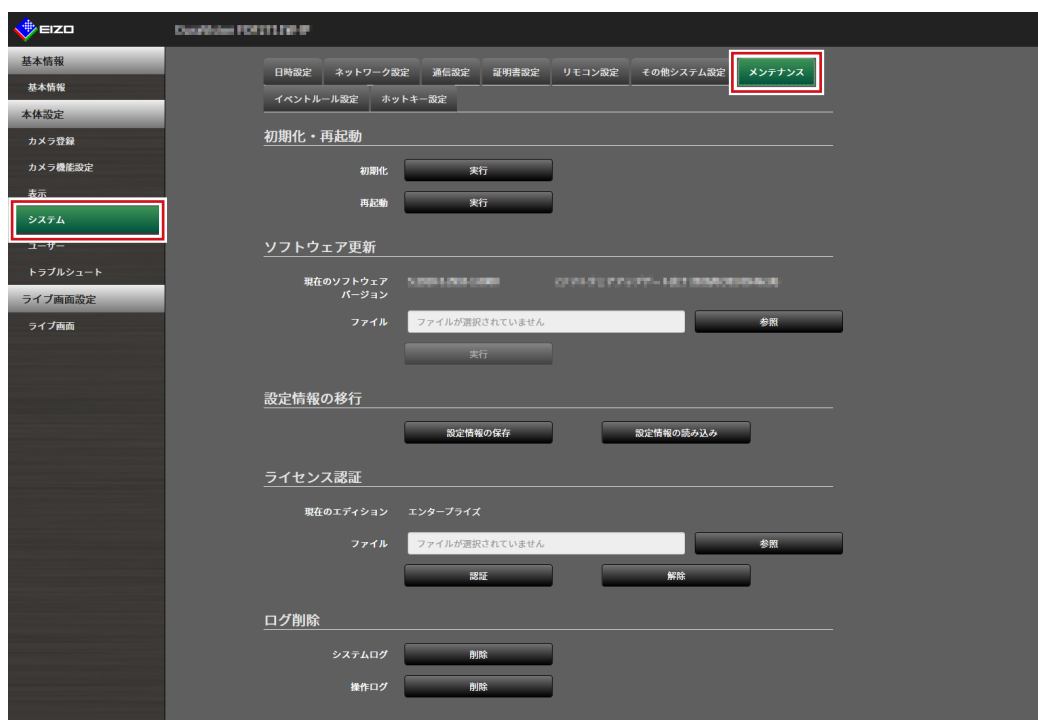 EIZO
基本情報
基本情報
本体設定
カメラ登録
カメラ機能設定
表示
システム
ユーザー
トラブルシュート
ライブ画面設定
ライブ画面
日時設定 ネットワーク設定 通信設定 証明書設定 リモコン設定 その他システム設定 メンテナンス
イベントルール設定 ホットキー設定
初期化・再起動
初期化 実行
再起動 実行
ソフトウェア更新
現在のソフトウェア
バージョン
ファイル ファイルが選択されていません 参照
実行
設定情報の移行
設定情報の保存 設定情報の読み込み
ライセンス認証
現在のエディション エンタープライズ
ファイル ファイルが選択されていません 参照
認証 解除
ログ削除
システムログ 削除
操作ログ 削除